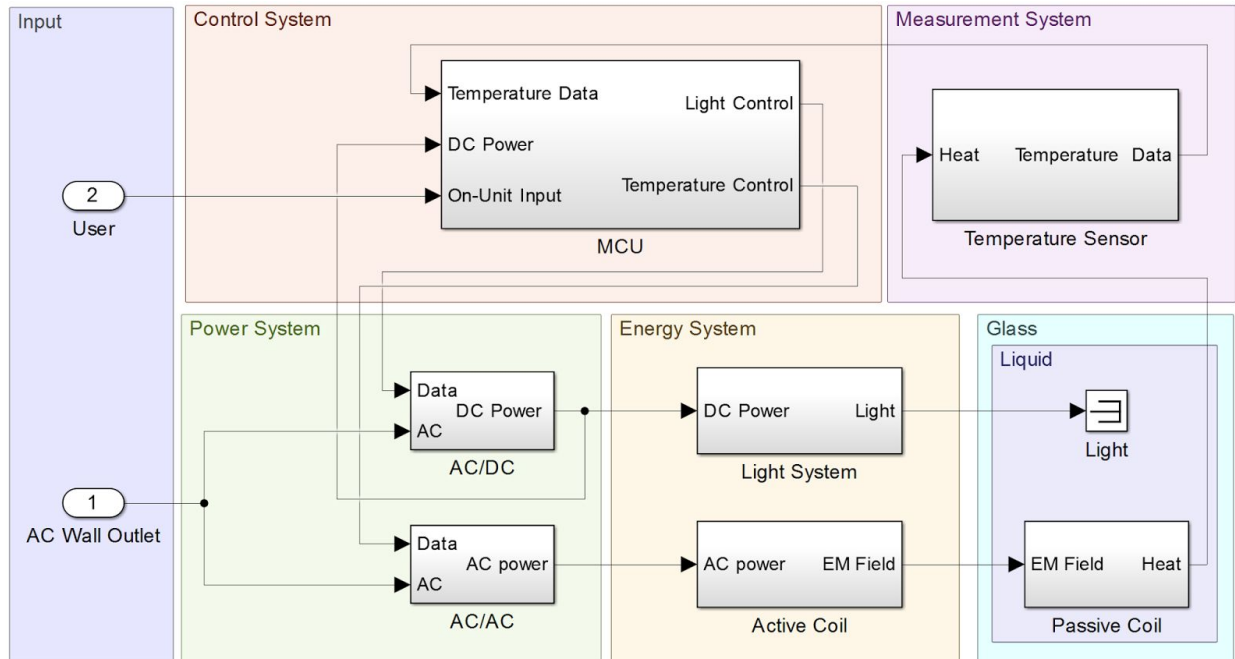 Input
2
User
1
AC Wall Outlet
Control System
Temperature Data
DC Power
On-Unit Input
Light Control
Temperature Control
MCU
Measurement System
Heat
Temperature Data
Temperature Sensor
Power System
Data
AC
DC Power
AC/DC
Data
AC
AC power
AC/AC
Energy System
DC Power
Light
Light System
AC power
EM Field
Active Coil
Glass
Liquid
Light
EM Field
Heat
Passive Coil